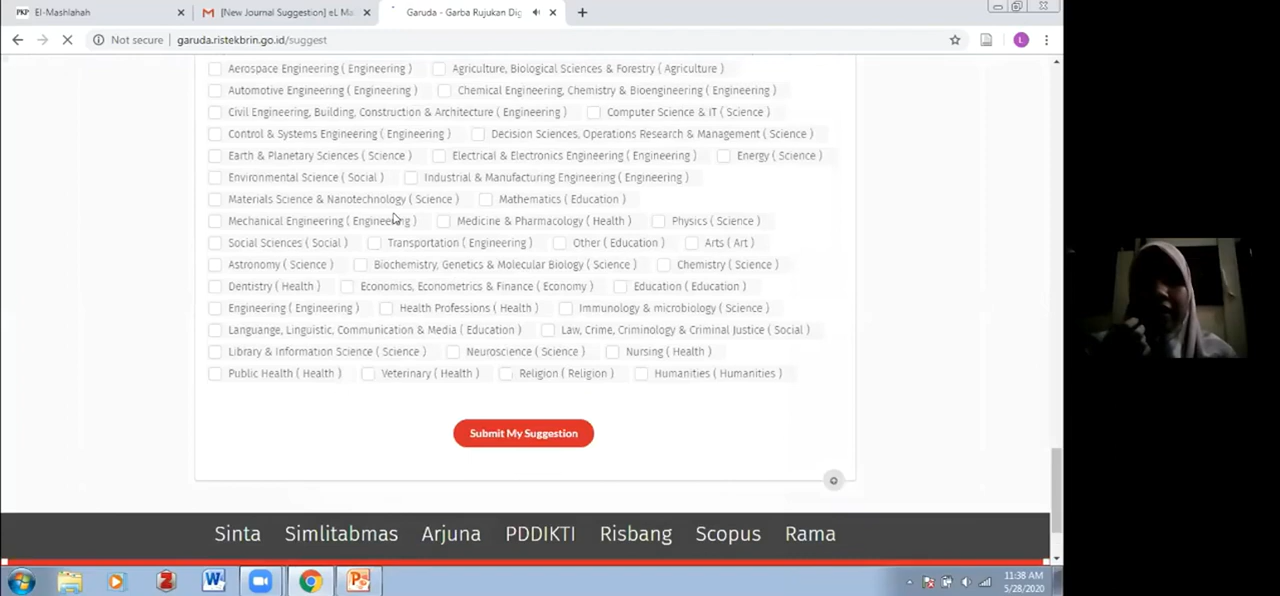 PKP El-Mashlahah
[New Journal Suggestion] eL Ma
Garuda - Garba Rujukan Dig
Not secure | garuda.ristekbrin.go.id/suggest
L
Aerospace Engineering ( Engineering ) Agriculture, Biological Sciences & Forestry ( Agriculture )
Automotive Engineering ( Engineering ) Chemical Engineering, Chemistry & Bioengineering ( Engineering )
Civil Engineering, Building, Construction & Architecture ( Engineering ) Computer Science & IT ( Science )
Control & Systems Engineering ( Engineering ) Decision Sciences, Operations Research & Management ( Science )
Earth & Planetary Sciences ( Science ) Electrical & Electronics Engineering ( Engineering ) Energy ( Science )
Environmental Science ( Social ) Industrial & Manufacturing Engineering ( Engineering )
Materials Science & Nanotechnology ( Science ) Mathematics ( Education )
Mechanical Engineering ( Engineering ) Medicine & Pharmacology ( Health ) Physics ( Science )
Social Sciences ( Social ) Transportation ( Engineering ) Other ( Education ) Arts ( Art )
Astronomy ( Science ) Biochemistry, Genetics & Molecular Biology ( Science ) Chemistry ( Science )
Dentistry ( Health ) Economics, Econometrics & Finance ( Economy ) Education ( Education )
Engineering ( Engineering ) Health Professions ( Health ) Immunology & microbiology ( Science )
Languange, Linguistic, Communication & Media ( Education ) Law, Crime, Criminology & Criminal Justice ( Social )
Library & Information Science ( Science ) Neuroscience ( Science ) Nursing ( Health )
Public Health ( Health ) Veterinary ( Health ) Religion ( Religion ) Humanities ( Humanities )
Submit My Suggestion
Sinta Simlitabmas Arjuna PDDIKTI Risbang Scopus Rama
11:38 AM
5/28/2020